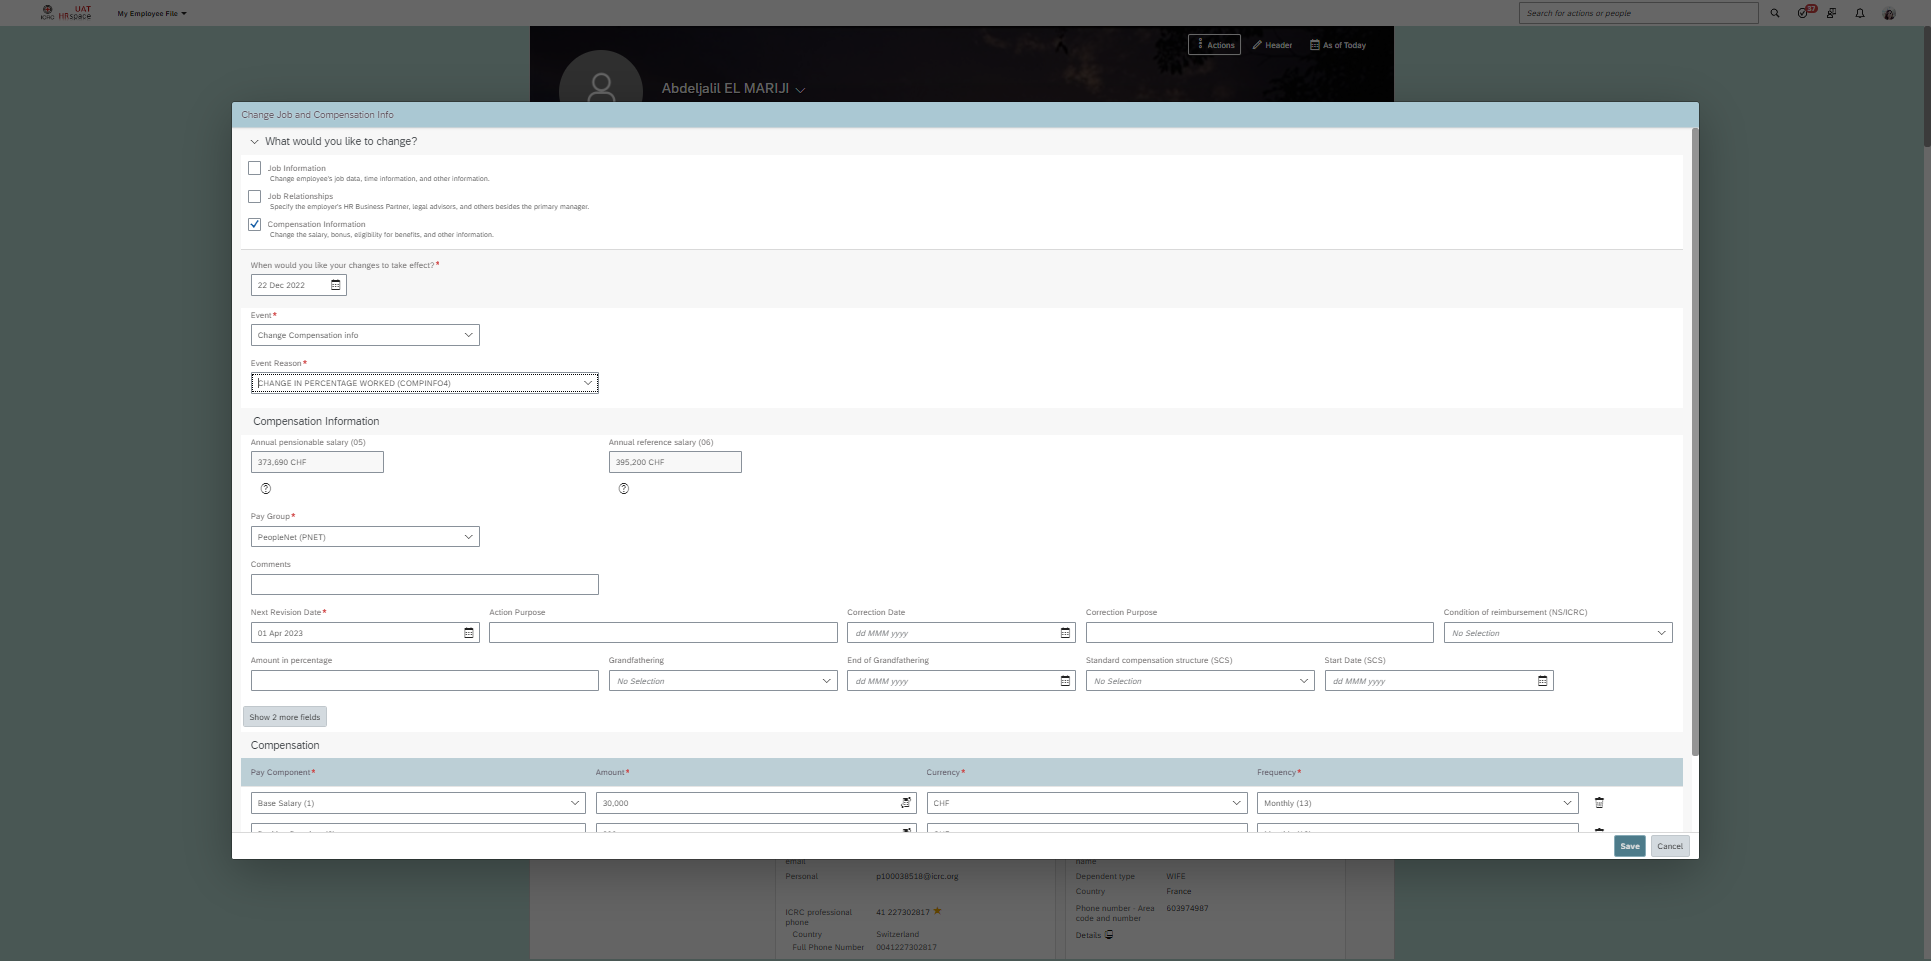 ICRC UAT HRspace
My Employee File
Search for actions or people
37
Actions
Header
As of Today
Abdeljalil EL MARIJI
Change Job and Compensation Info
What would you like to change?
Job Information
Change employee's job data, time information, and other information.
Job Relationships
Specify the employer's HR Business Partner, legal advisors, and others besides the primary manager.
Compensation Information
Change the salary, bonus, eligibility for benefits, and other information.
When would you like your changes to take effect?*
22 Dec 2022
Event*
Change Compensation info
Event Reason*
CHANGE IN PERCENTAGE WORKED (COMPINFO4)
Compensation Information
Annual pensionable salary (05) Annual reference salary (06)
373,690 CHF 395,200 CHF
Pay Group*
PeopleNet (PNET)
Comments
Next Revision Date* Action Purpose Correction Date Correction Purpose Condition of reimbursement (NS/ICRC)
01 Apr 2023 dd MMM yyyy No Selection
Amount in percentage Grandfathering End of Grandfathering Standard compensation structure (SCS) Start Date (SCS)
No Selection dd MMM yyyy No Selection dd MMM yyyy
Show 2 more fields
Compensation
Pay Component* Amount* Currency* Frequency*
Base Salary (1) 30,000 CHF Monthly (13)
Save Cancel
email name
Personal p100038518@icrc.org Dependent type WIFE
Country France
ICRC professional phone 41 227302817 Phone number - Area code and number 603974987
Country Switzerland Details
Full Phone Number 0041227302817